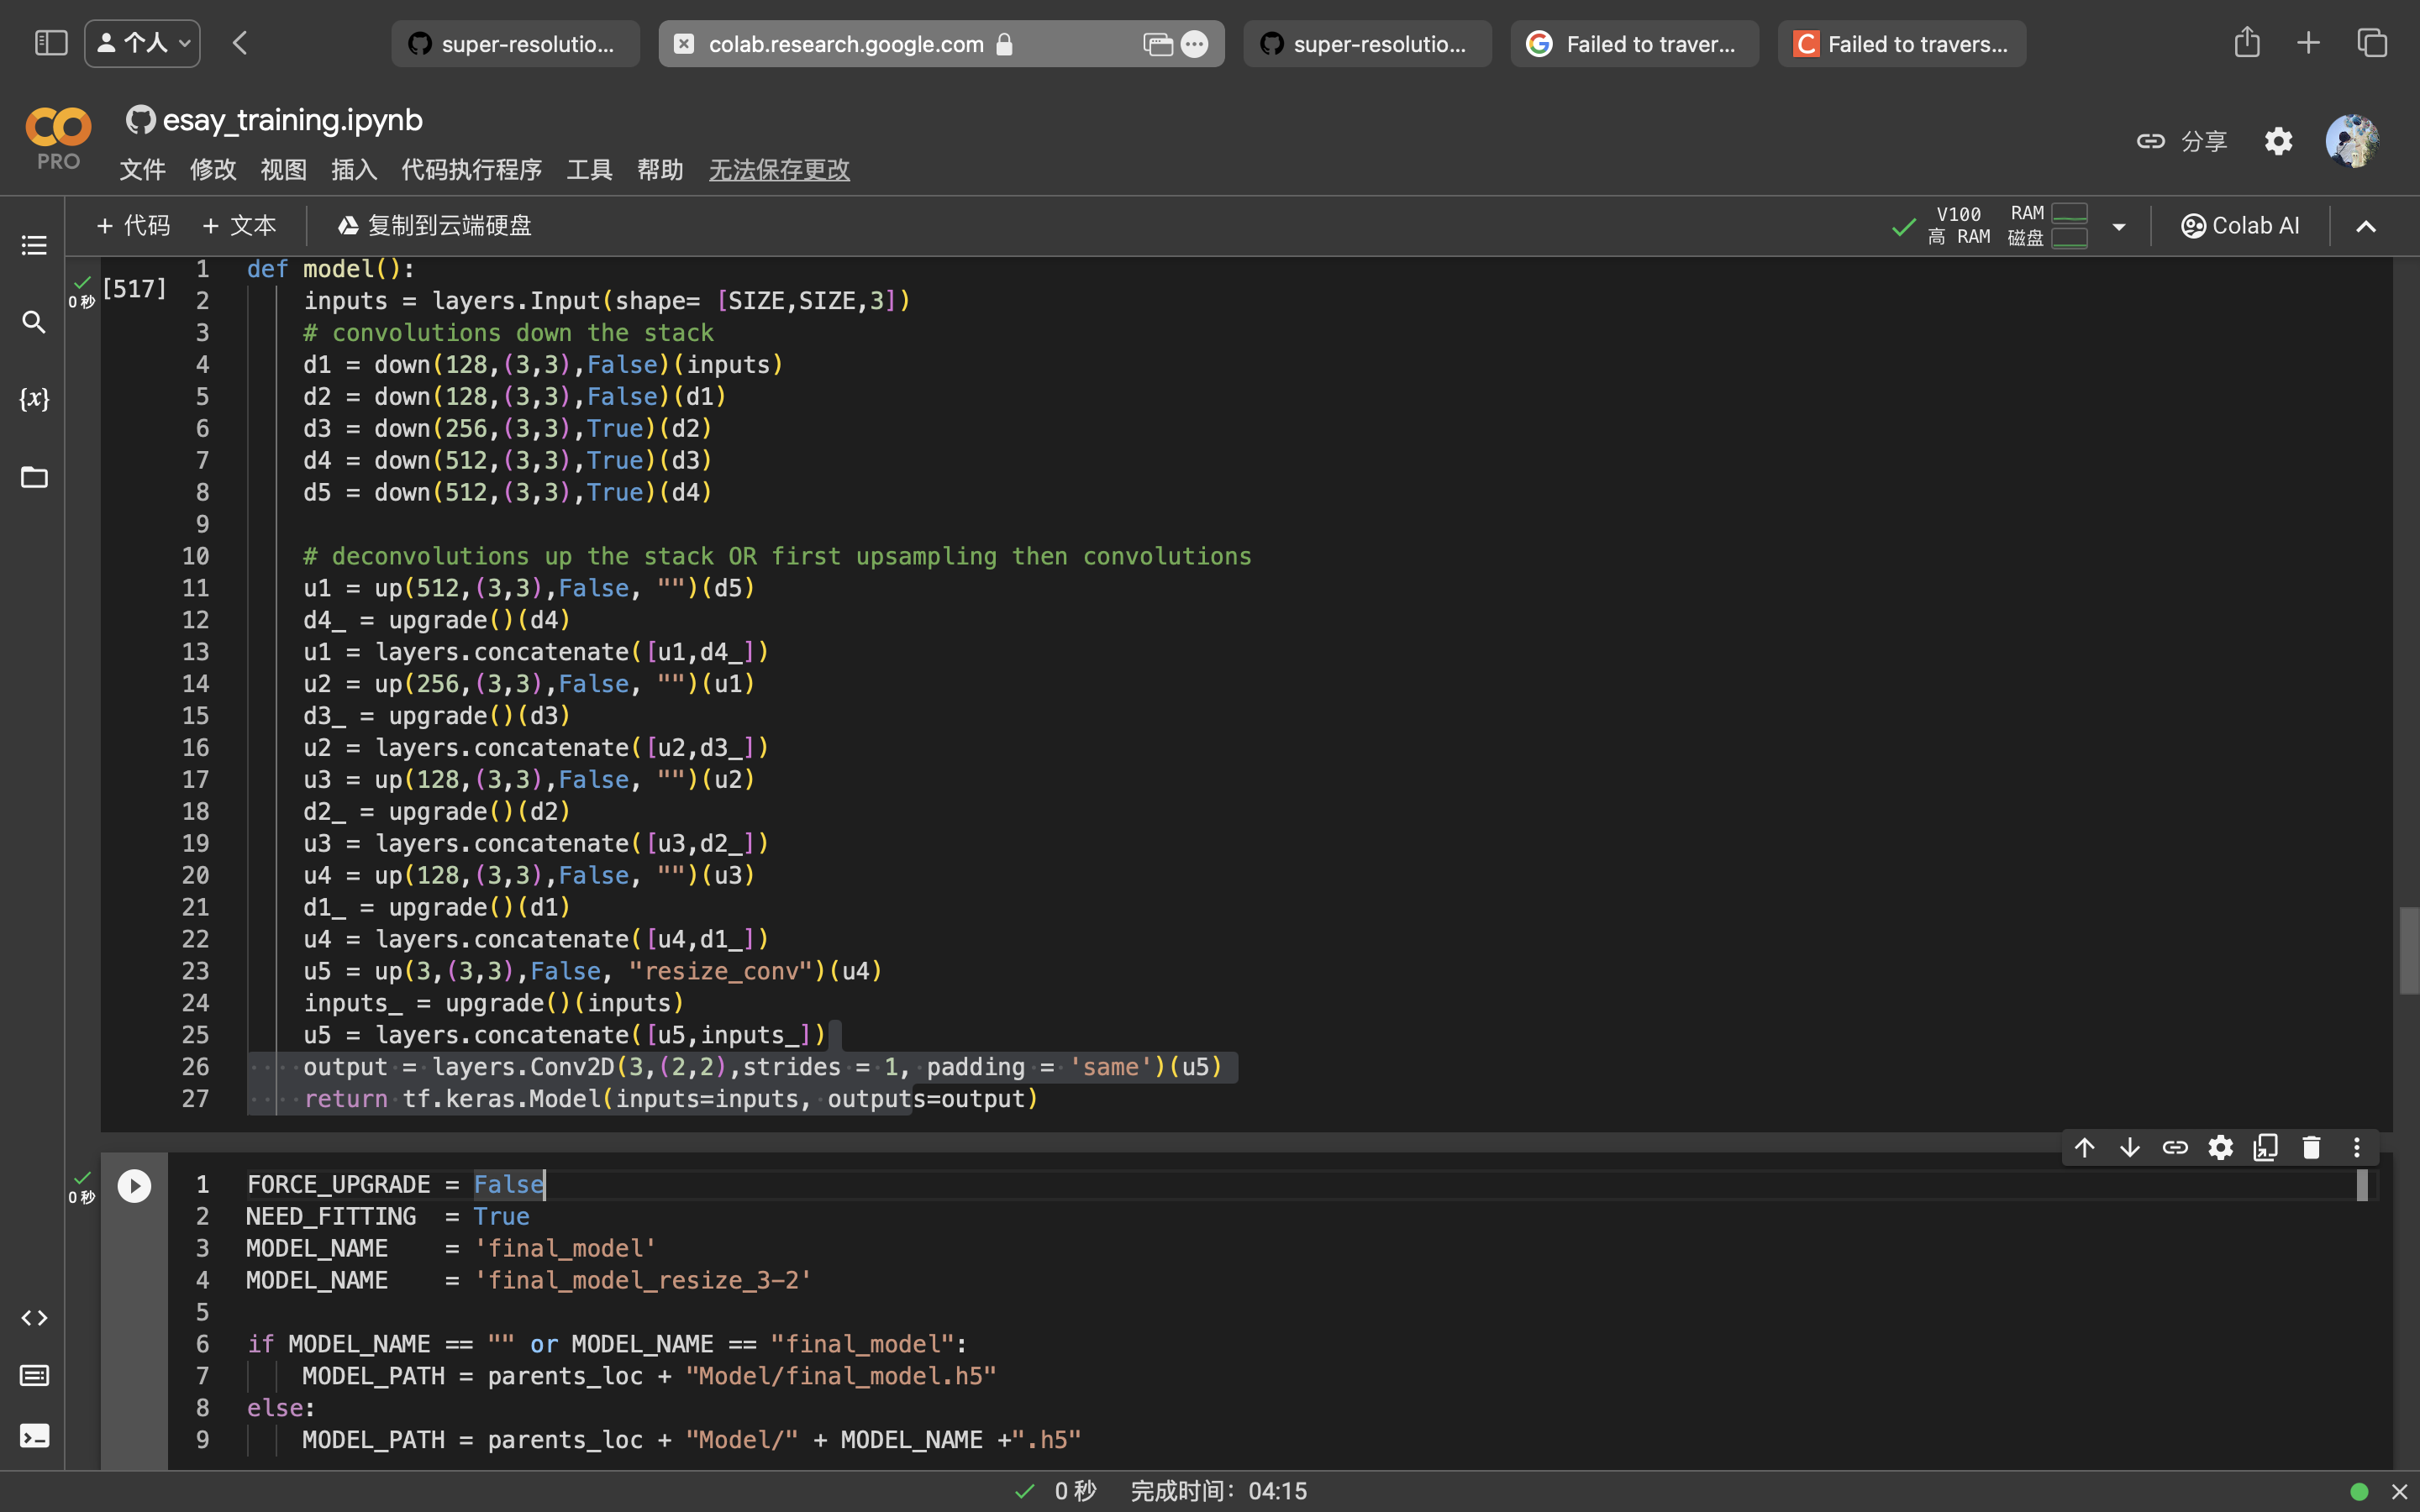 个人
super-resolutio...
colab.research.google.com
super-resolutio...
Failed to traver...
Failed to travers...
PRO
esay_training.ipynb
文件 修改 视图 插入 代码执行程序 工具 帮助 无法保存更改
分享
+ 代码 + 文本 复制到云端硬盘
V100 RAM
高 RAM 磁盘
Colab AI
0 秒
[517]
1 def model():
2 inputs = layers.Input(shape= [SIZE,SIZE,3])
3 # convolutions down the stack
4 d1 = down(128,(3,3),False)(inputs)
5 d2 = down(128,(3,3),False)(d1)
6 d3 = down(256,(3,3),True)(d2)
7 d4 = down(512,(3,3),True)(d3)
8 d5 = down(512,(3,3),True)(d4)
9
10 # deconvolutions up the stack OR first upsampling then convolutions
11 u1 = up(512,(3,3),False, "")(d5)
12 d4_ = upgrade()(d4)
13 u1 = layers.concatenate([u1,d4_])
14 u2 = up(256,(3,3),False, "")(u1)
15 d3_ = upgrade()(d3)
16 u2 = layers.concatenate([u2,d3_])
17 u3 = up(128,(3,3),False, "")(u2)
18 d2_ = upgrade()(d2)
19 u3 = layers.concatenate([u3,d2_])
20 u4 = up(128,(3,3),False, "")(u3)
21 d1_ = upgrade()(d1)
22 u4 = layers.concatenate([u4,d1_])
23 u5 = up(3,(3,3),False, "resize_conv")(u4)
24 inputs_ = upgrade()(inputs)
25 u5 = layers.concatenate([u5,inputs_])
26 output = layers.Conv2D(3,(2,2),strides = 1, padding = 'same')(u5)
27 return tf.keras.Model(inputs=inputs, outputs=output)
0 秒
1 FORCE_UPGRADE = False
2 NEED_FITTING  = True
3 MODEL_NAME    = 'final_model'
4 MODEL_NAME    = 'final_model_resize_3-2'
5
6 if MODEL_NAME == "" or MODEL_NAME == "final_model":
7 MODEL_PATH = parents_loc + "Model/final_model.h5"
8 else:
9 MODEL_PATH = parents_loc + "Model/" + MODEL_NAME +".h5"
0 秒 完成时间: 04:15